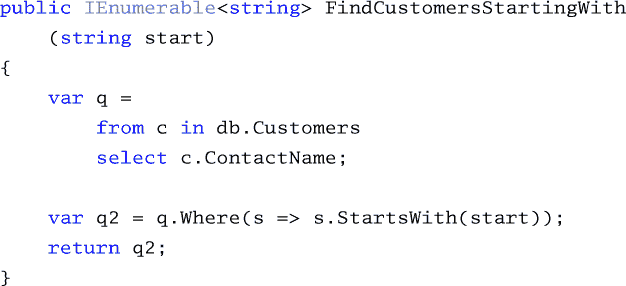 public IEnumerable<string> FindCustomersStartingWith
    (string start)
{
    var q =
        from c in db.Customers
        select c.ContactName;

    var q2 = q.Where(s => s.StartsWith(start));
    return q2;
}